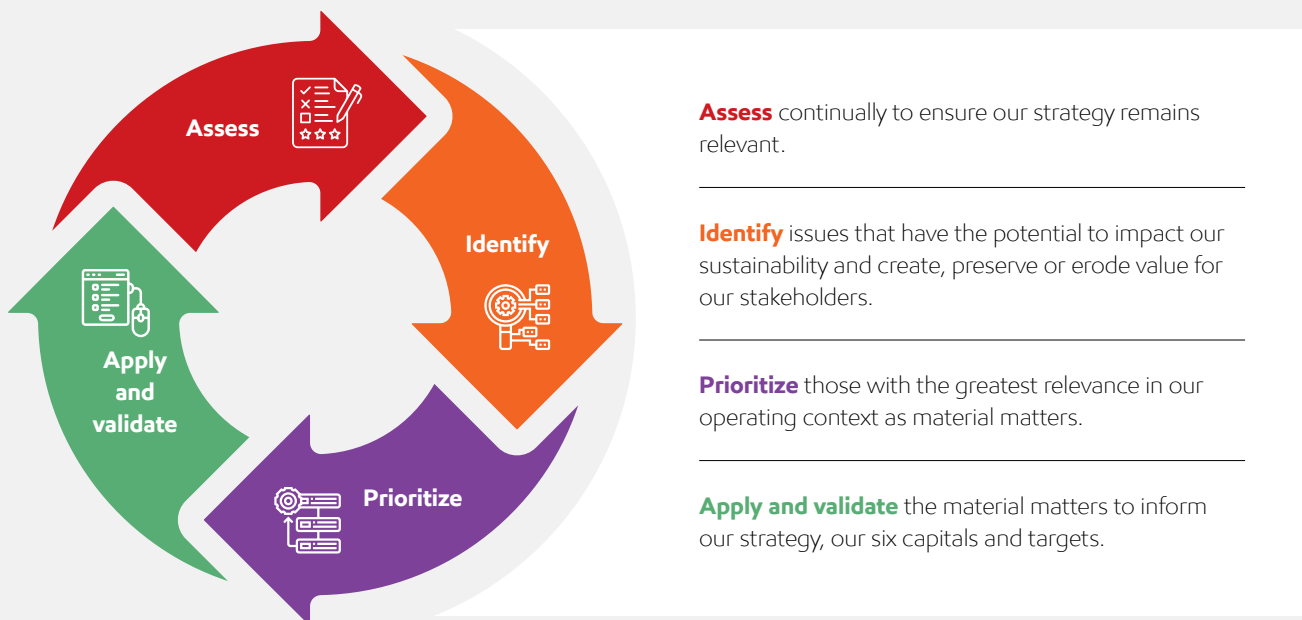 Assess
Identify
Prioritize
Apply
and
validate
Assess continually to ensure our strategy remains
relevant.
Identify issues that have the potential to impact our
sustainability and create, preserve or erode value for
our stakeholders.
Prioritize those with the greatest relevance in our
operating context as material matters.
Apply and validate the material matters to inform
our strategy, our six capitals and targets.